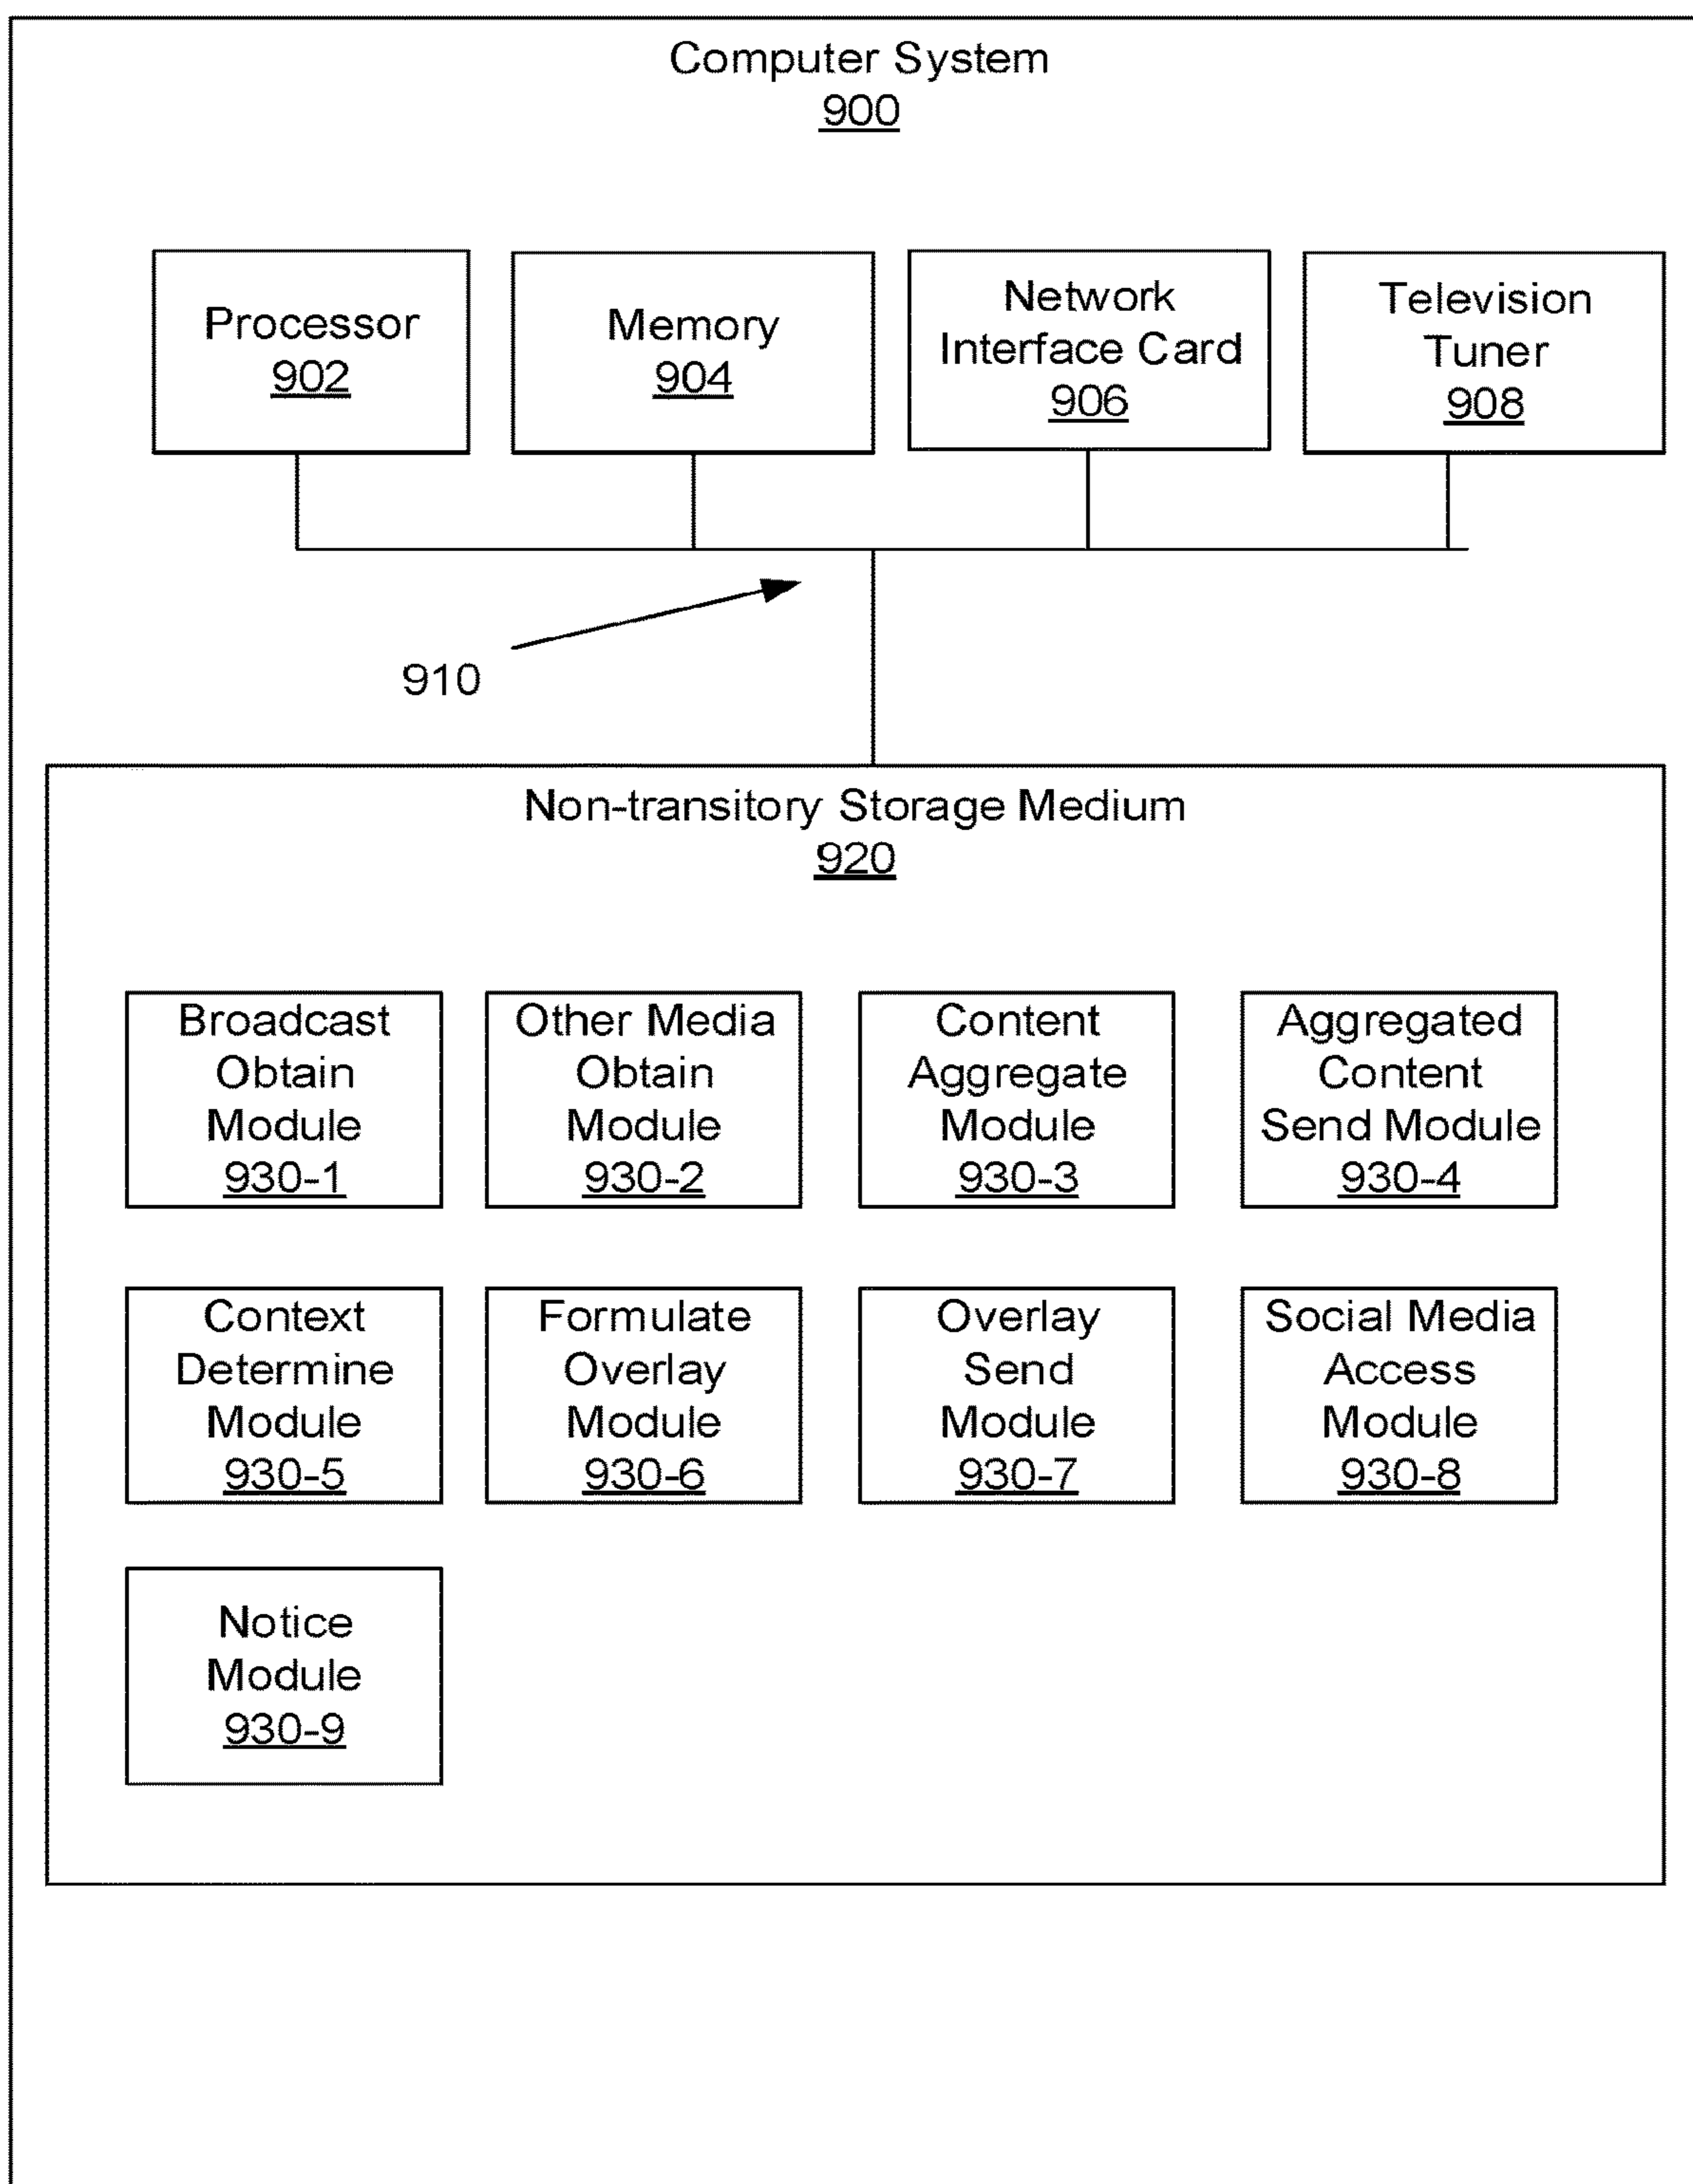 Computer System
900
Processor
902
Memory
904
Network
Interface Card
906
Television
Tuner
908
910
Non-transitory Storage Medium
920
Broadcast
Obtain
Module
930-1
Other Media
Obtain
Module
930-2
Content
Aggregate
Module
930-3
Aggregated
Content
Send Module
930-4
Context
Determine
Module
930-5
Formulate
Overlay
Module
930-6
Overlay
Send
Module
930-7
Social Media
Access
Module
930-8
Notice
Module
930-9